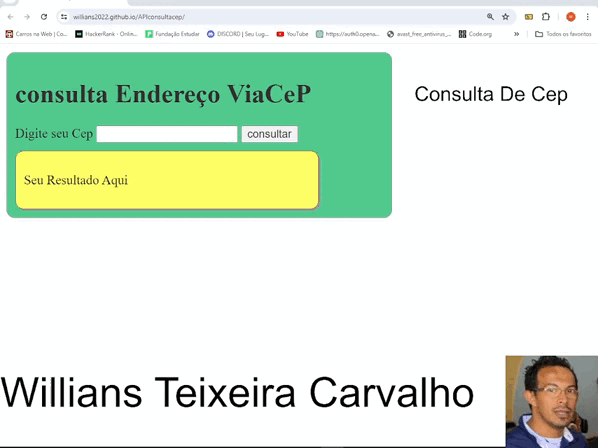 willians2022.github.io/APIconsultacep/
Carros na Web | Co... HackerRank - Onlin... Fundação Estudar DISCORD | Seu Lug... YouTube https://auth0.opena... avast_free_antivirus_... Code.org » Todos os favoritos
consulta Endereço ViaCeP
Consulta De Cep
Digite seu Cep consultar
Seu Resultado Aqui
Willians Teixeira Carvalho